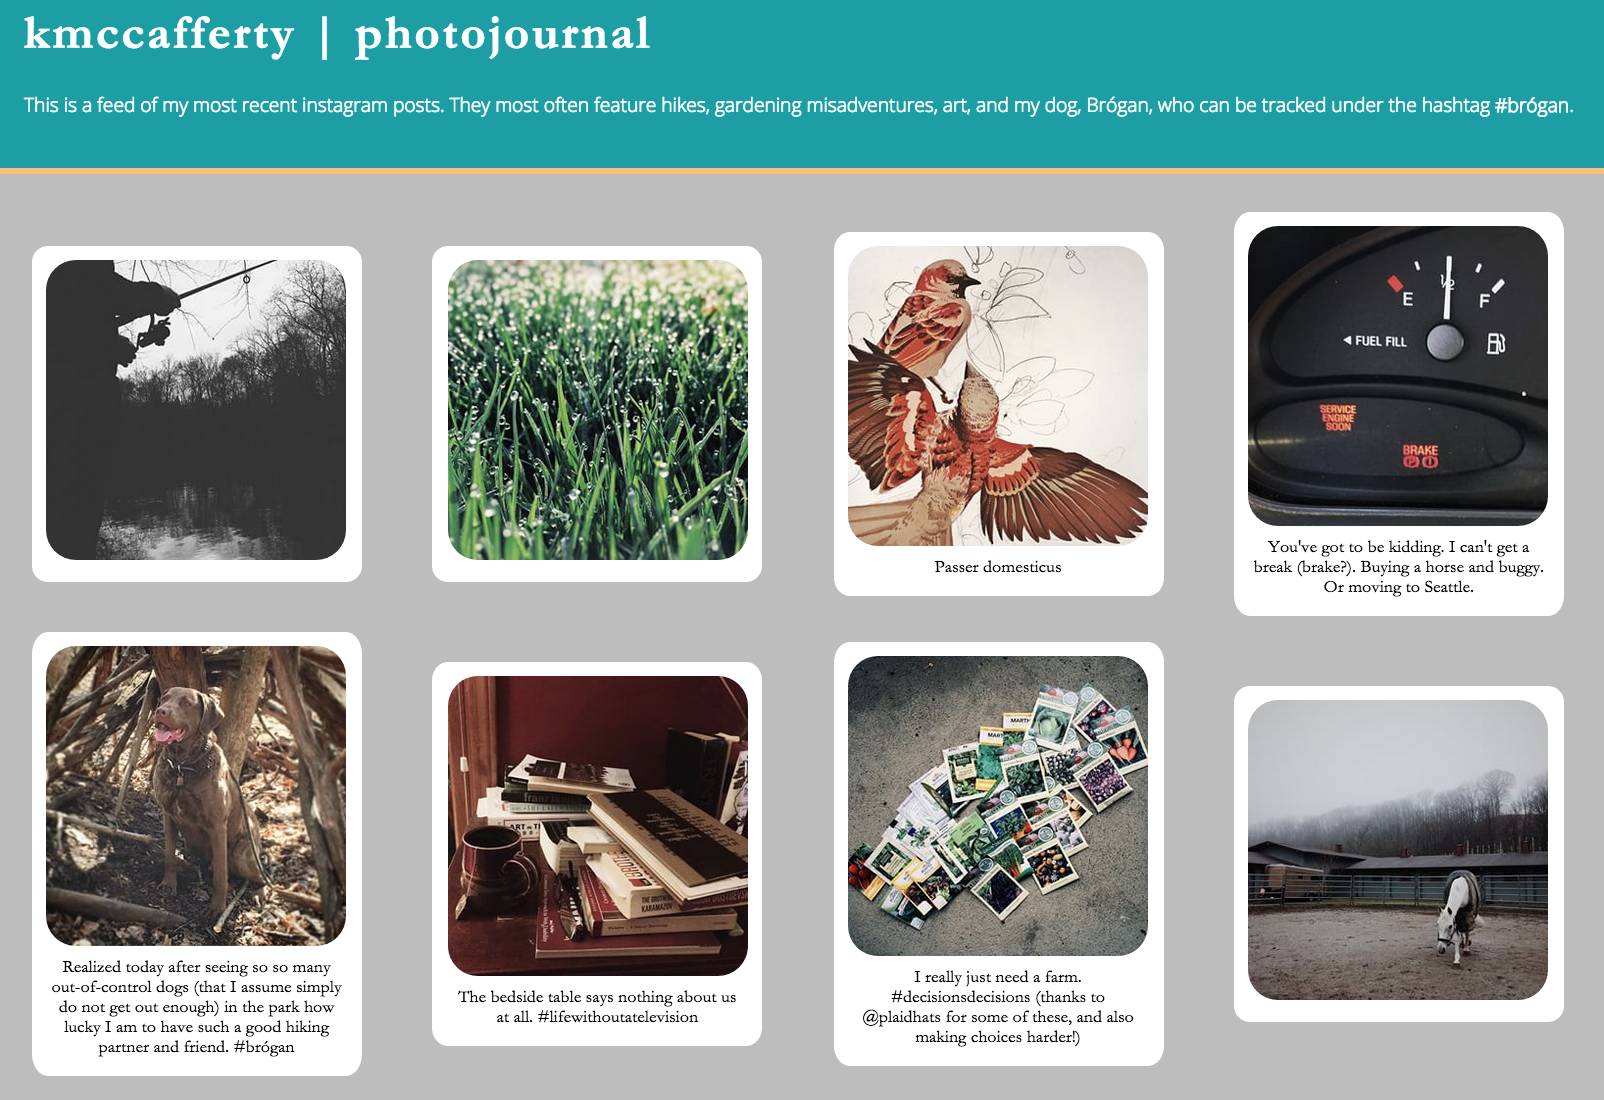 kmccafferty | photojournal
This is a feed of my most recent instagram posts. They most often feature hikes, gardening misadventures, art, and my dog, Brógan, who can be tracked under the hashtag #brógan.
Passer domesticus
E
½
F
FUEL FILL
SERVICE
ENGINE
SOON
BRAKE
You've got to be kidding. I can't get a
break (brake?). Buying a horse and buggy.
Or moving to Seattle.
Realized today after seeing so so many
out-of-control dogs (that I assume simply
do not get out enough) in the park how
lucky I am to have such a good hiking
partner and friend. #brógan
THE BROTHERS
KARAMAZOV
The bedside table says nothing about us
at all. #lifewithoutatelevision
I really just need a farm.
#decisionsdecisions (thanks to
@plaidhats for some of these, and also
making choices harder!)